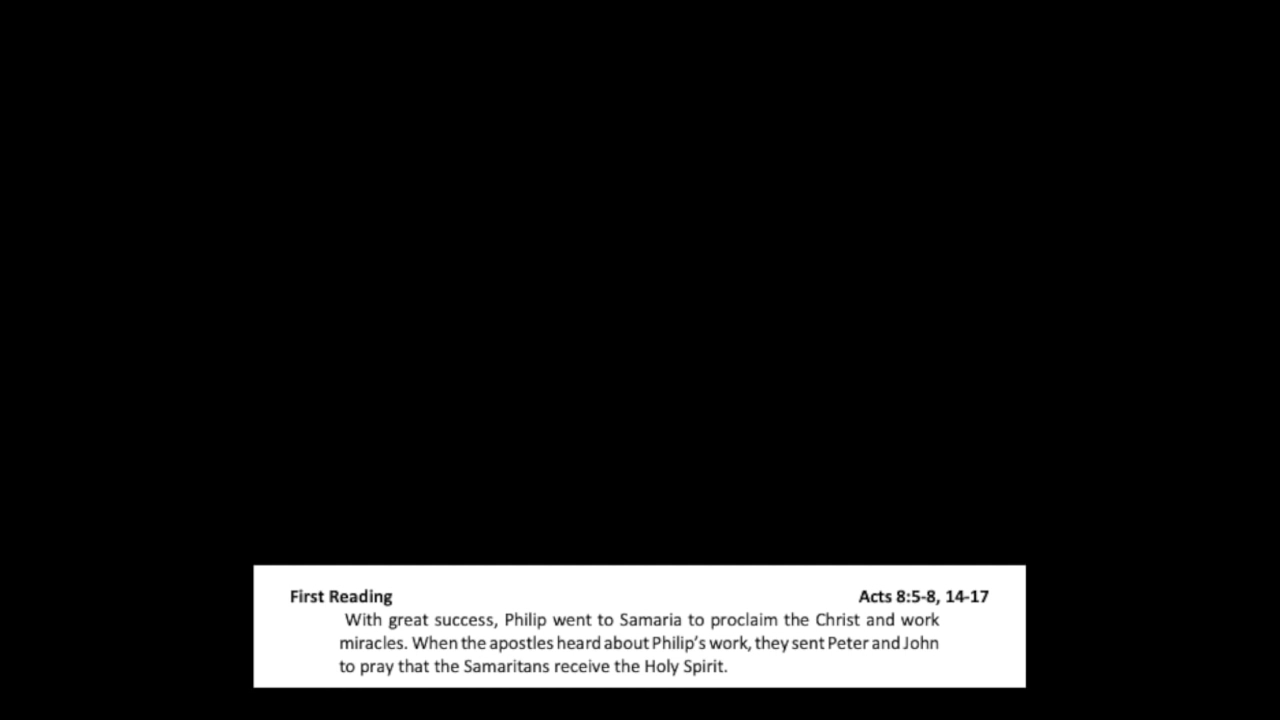 First Reading Acts 8:5-8, 14-17
With great success, Philip went to Samaria to proclaim the Christ and work
miracles. When the apostles heard about Philip’s work, they sent Peter and John
to pray that the Samaritans receive the Holy Spirit.